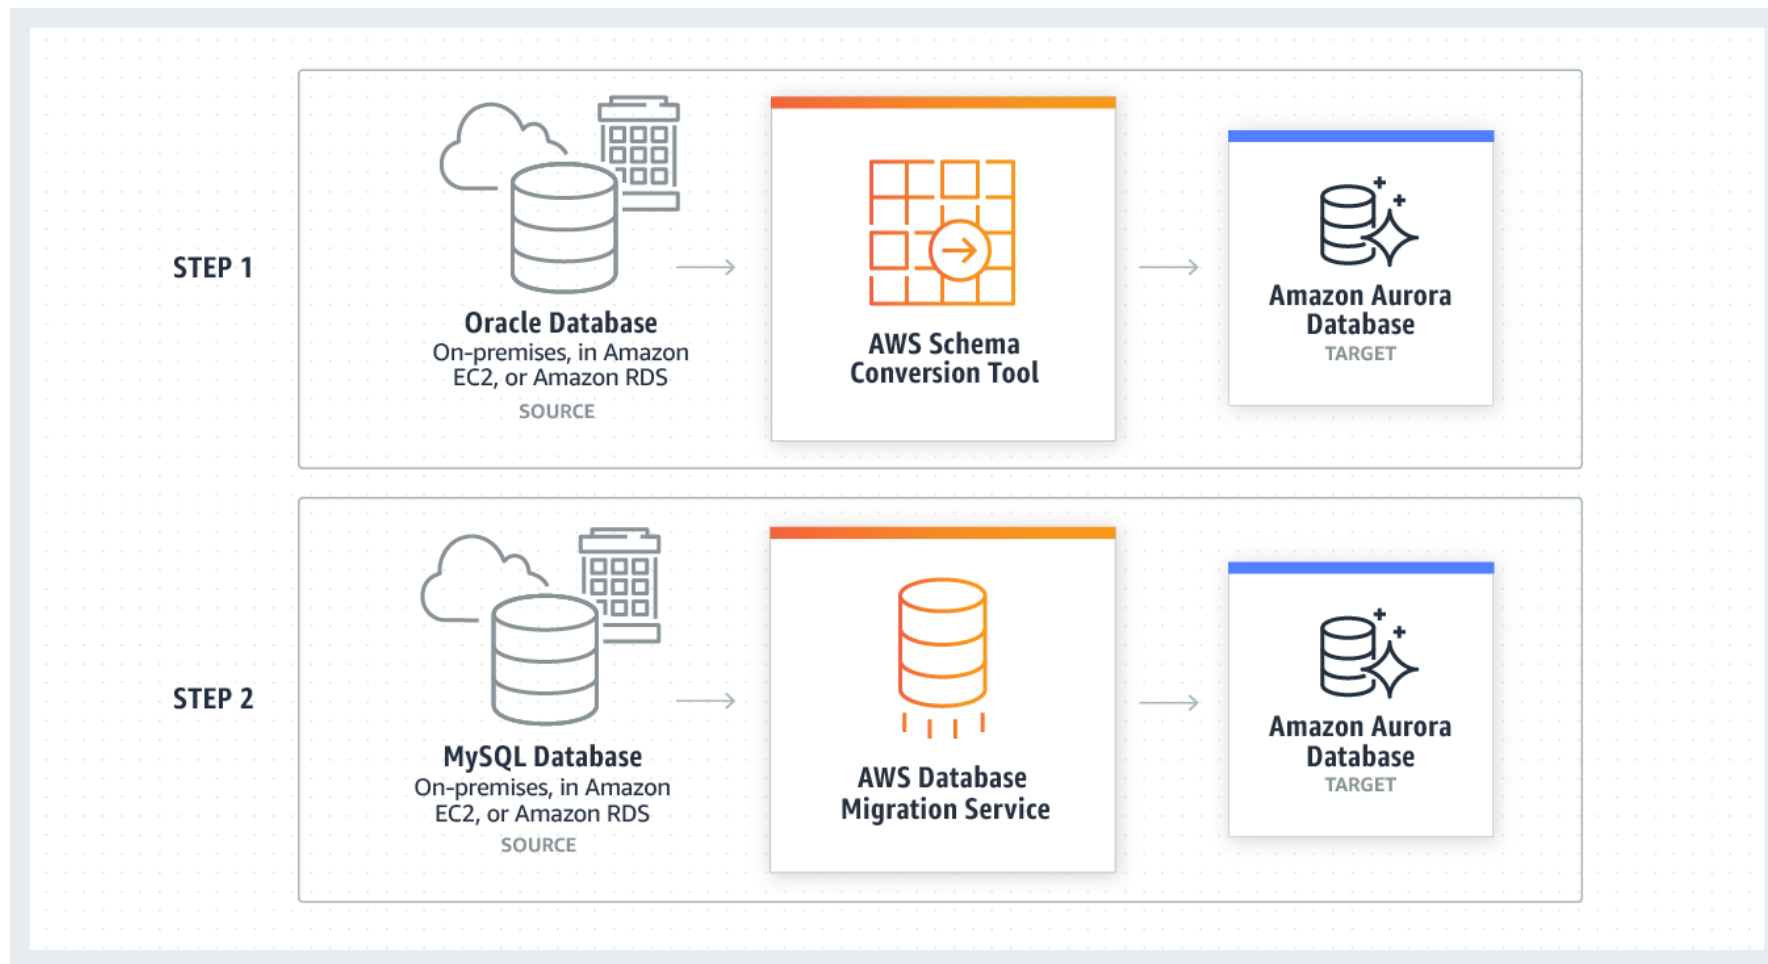 STEP 1
Oracle Database
On-premises, in Amazon
EC2, or Amazon RDS
SOURCE
AWS Schema
Conversion Tool
Amazon Aurora
Database
TARGET
STEP 2
MySQL Database
On-premises, in Amazon
EC2, or Amazon RDS
SOURCE
AWS Database
Migration Service
Amazon Aurora
Database
TARGET